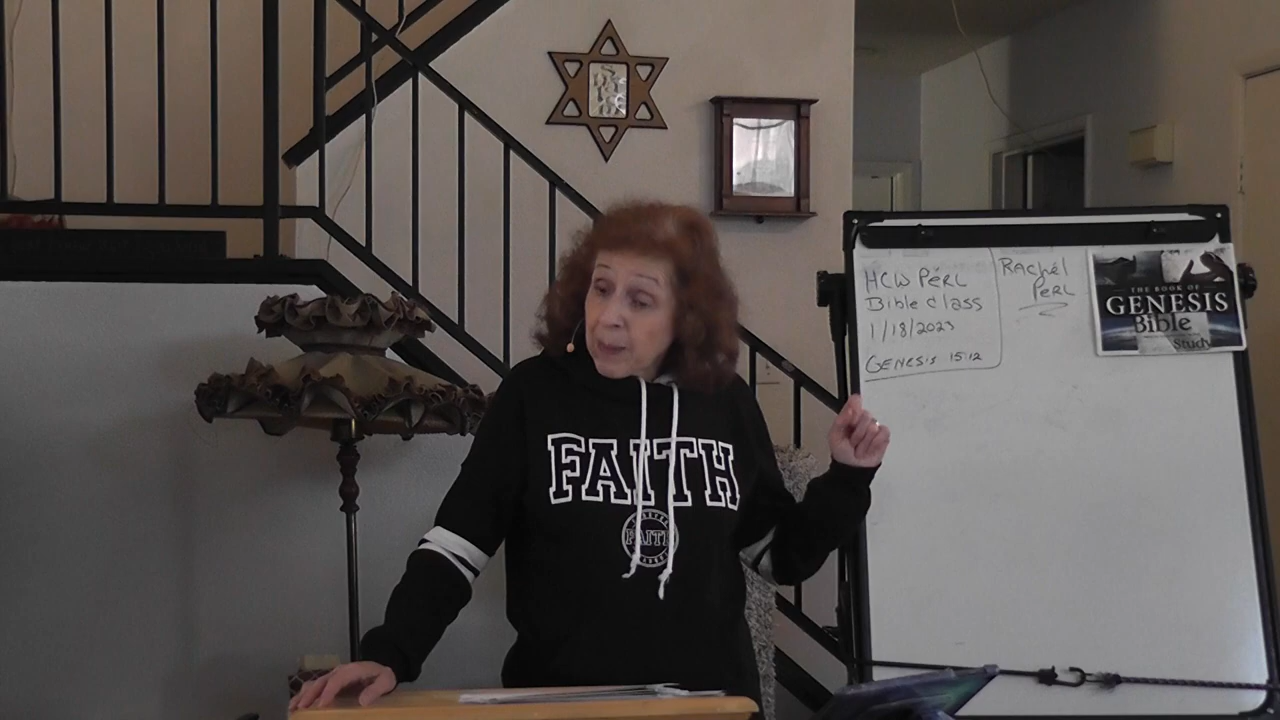 HCW PERL
Bible class
1/18/2023
GENESIS 15:12
RAChél
PERL
THE BOOK OF
GENESIS
Bible
Study
FAITH
FAITH